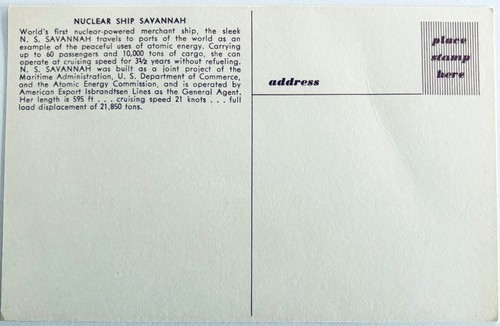 NUCLEAR SHIP SAVANNAH
World's first nuclear-powered merchant ship, the sleek
N. S. SAVANNAH travels to ports of the world as an
example of the peaceful uses of atomic energy. Carrying
up to 60 passengers and 10,000 tons of cargo, she can
operate at cruising speed for 3½ years without refueling.
N. S. SAVANNAH was built as a joint project of the
Maritime Administration, U. S. Department of Commerce,
and the Atomic Energy Commission, and is operated by
American Export Isbrandtsen Lines as the General Agent.
Her length is 595 ft . . . cruising speed 21 knots . . . full
load displacement of 21,850 tons.
place
stamp
here
address